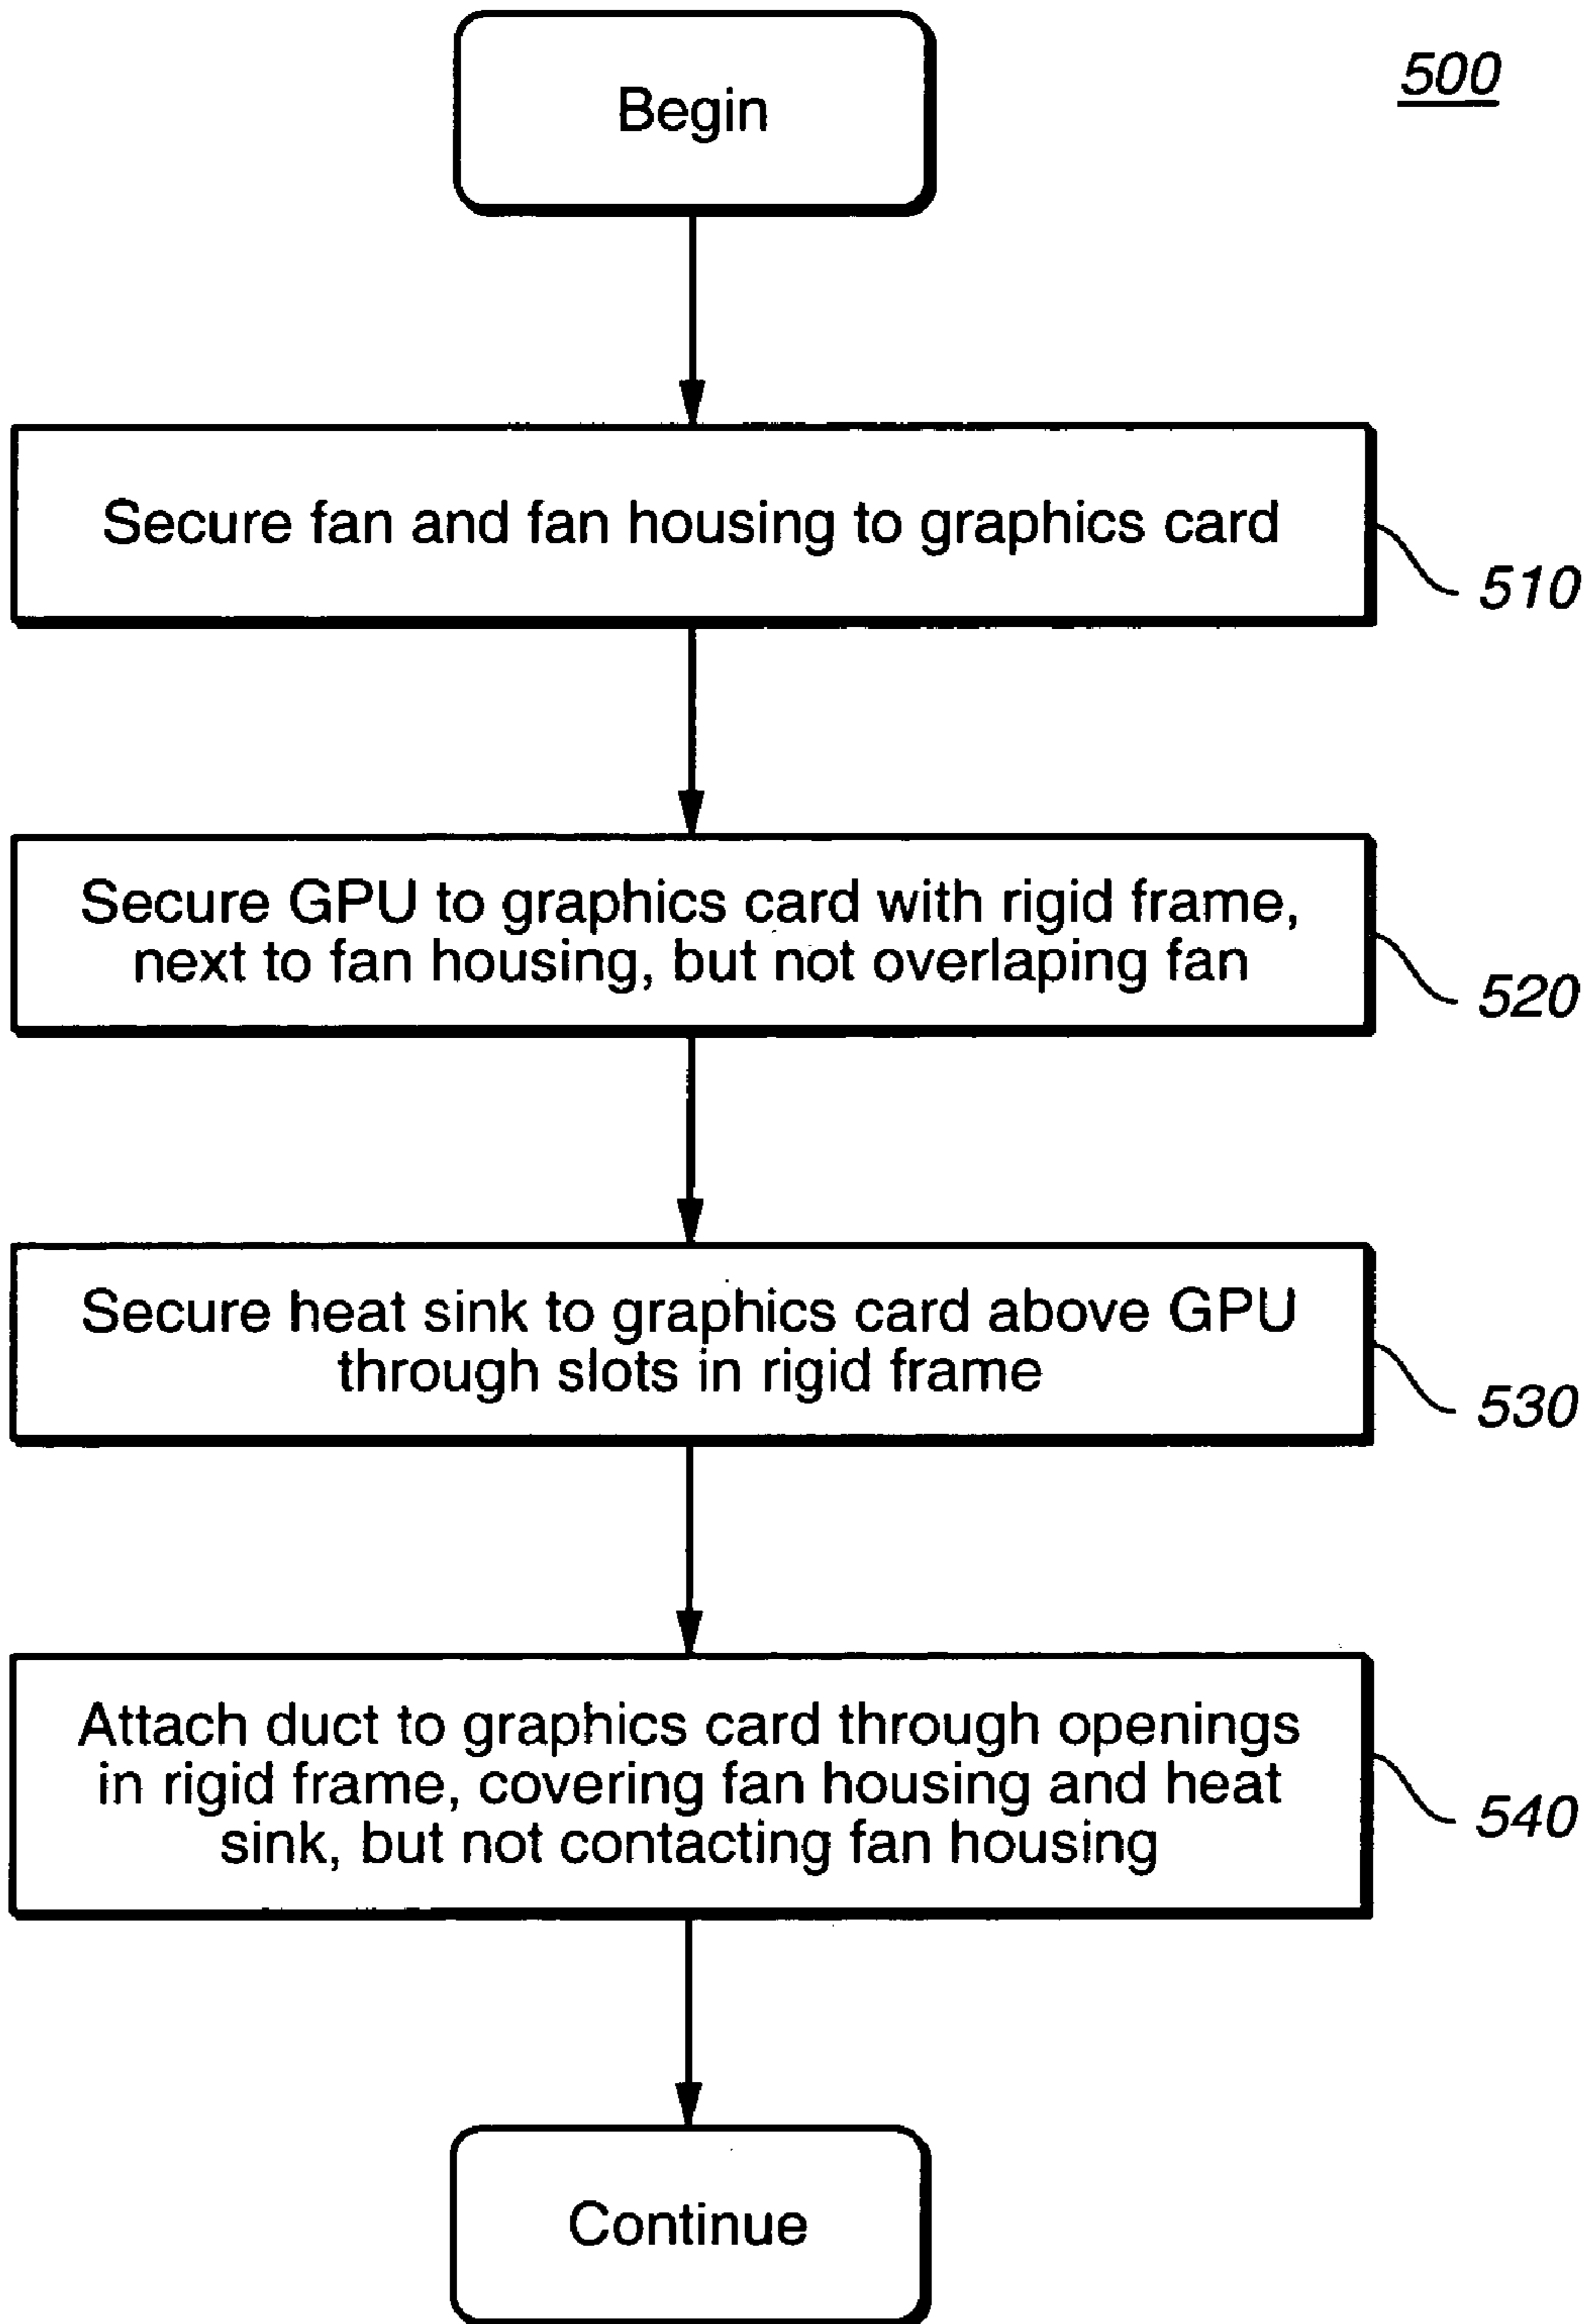 Begin
500
Secure fan and fan housing to graphics card
510
Secure GPU to graphics card with rigid frame,
next to fan housing, but not overlaping fan
520
Secure heat sink to graphics card above GPU
through slots in rigid frame
530
Attach duct to graphics card through openings
in rigid frame, covering fan housing and heat
sink, but not contacting fan housing
540
Continue